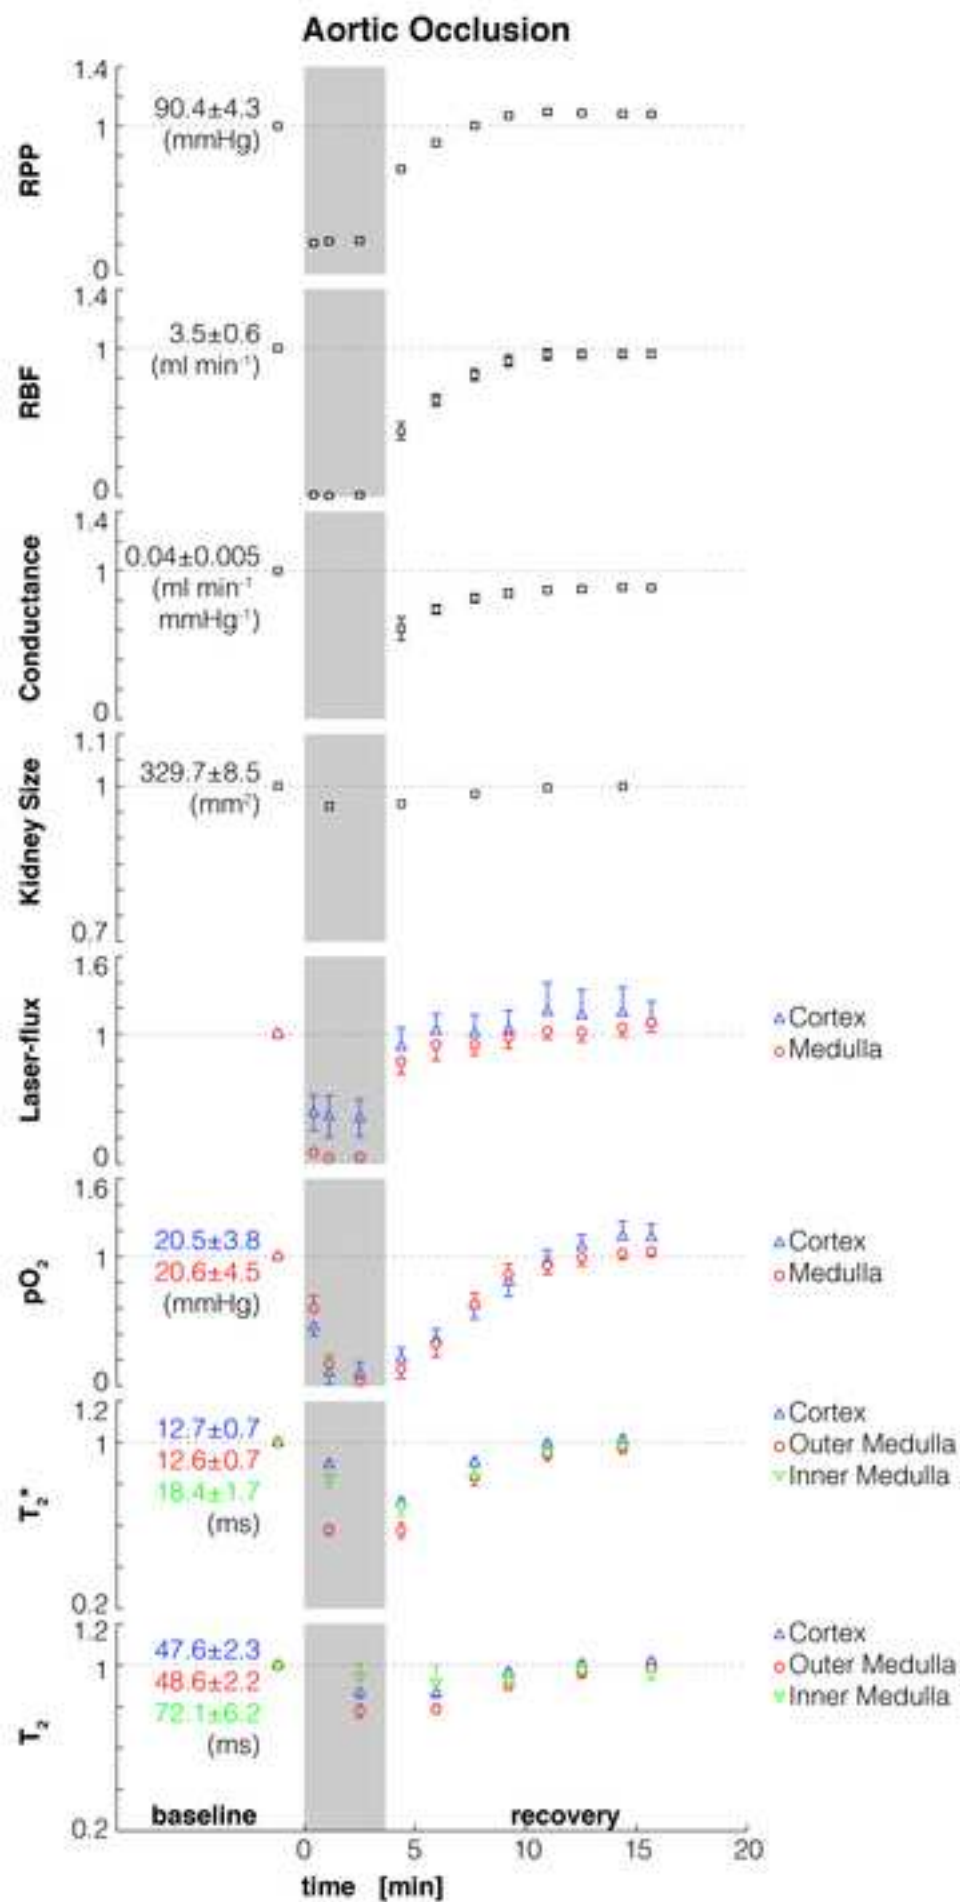 Aortic Occlusion
RPP
1.4
1
0
90.4±4.3
(mmHg)
RBF
1.4
1
0
3.5±0.6
(ml min⁻¹)
Conductance
1.4
1
0
0.04±0.005
(ml min⁻¹
mmHg⁻¹)
Kidney Size
1.1
1
0.7
329.7±8.5
(mm²)
Laser-flux
1.6
1
0
Cortex
Medulla
pO₂
1.6
1
0
20.5±3.8
20.6±4.5
(mmHg)
Cortex
Medulla
T₂*
1.2
1
0.2
12.7±0.7
12.6±0.7
18.4±1.7
(ms)
Cortex
Outer Medulla
Inner Medulla
T₂
1.2
1
0.2
47.6±2.3
48.6±2.2
72.1±6.2
(ms)
Cortex
Outer Medulla
Inner Medulla
baseline recovery
0 5 10 15 20
time [min]